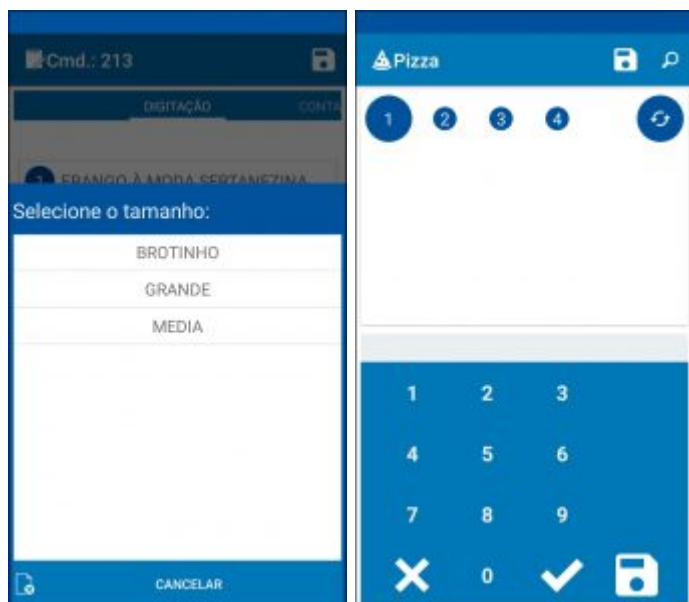 Cmd.: 213
DIGITAÇÃO CONTA
1 FRANGO À MODA SERTANEZINA
Selecione o tamanho:
BROTINHO
GRANDE
MEDIA
CANCELAR
Pizza
1 2 3 4
1 2 3
4 5 6
7 8 9
0